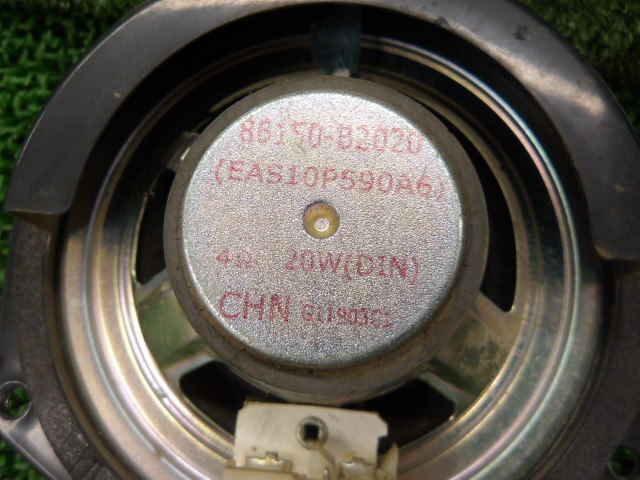 86150-B2020
(EAS10P590A6)
4Ω 20W(DIN)
CHN